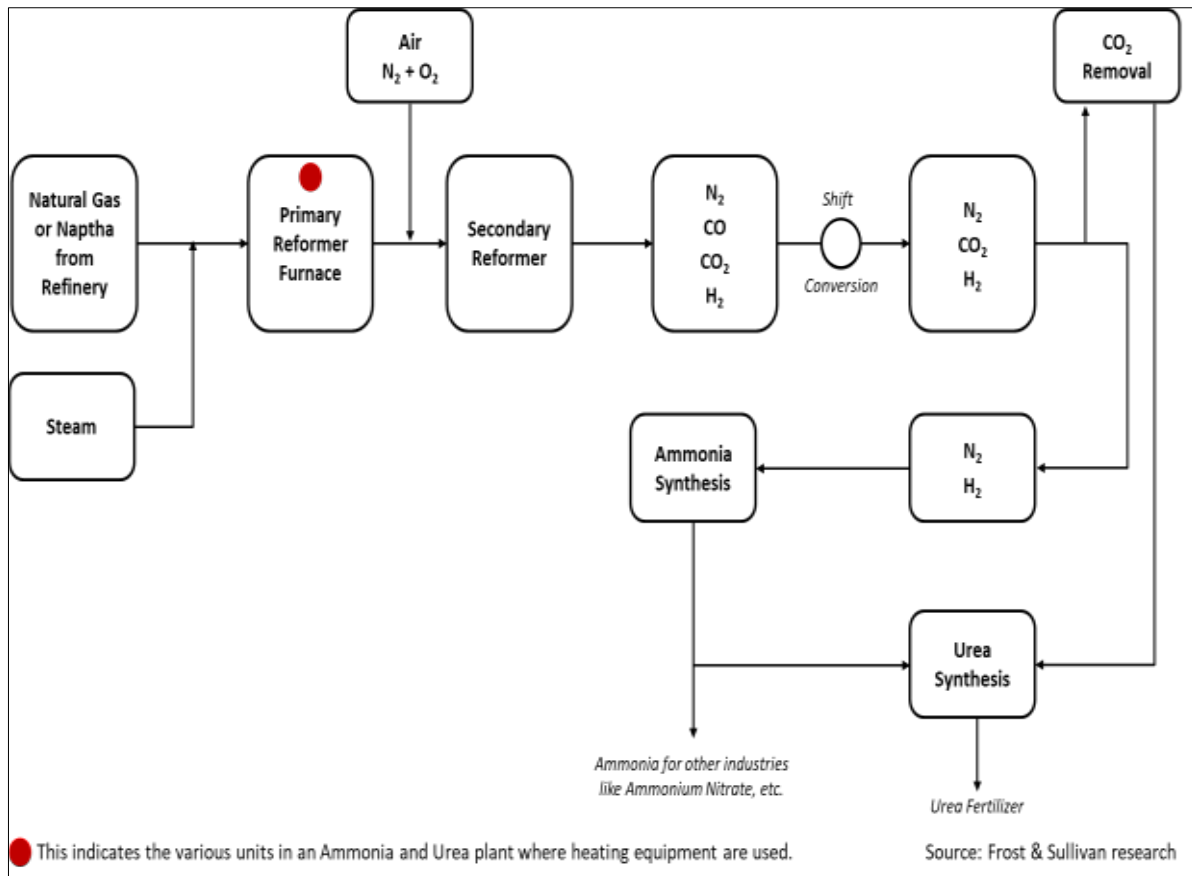 Air
N₂ + O₂
CO₂
Removal
Natural Gas
or Naptha
from
Refinery
Primary
Reformer
Furnace
Secondary
Reformer
N₂
CO
CO₂
H₂
Shift
Conversion
N₂
CO₂
H₂
Steam
Ammonia
Synthesis
N₂
H₂
Urea
Synthesis
Ammonia for other industries
like Ammonium Nitrate, etc.
Urea Fertilizer
This indicates the various units in an Ammonia and Urea plant where heating equipment are used.
Source: Frost & Sullivan research